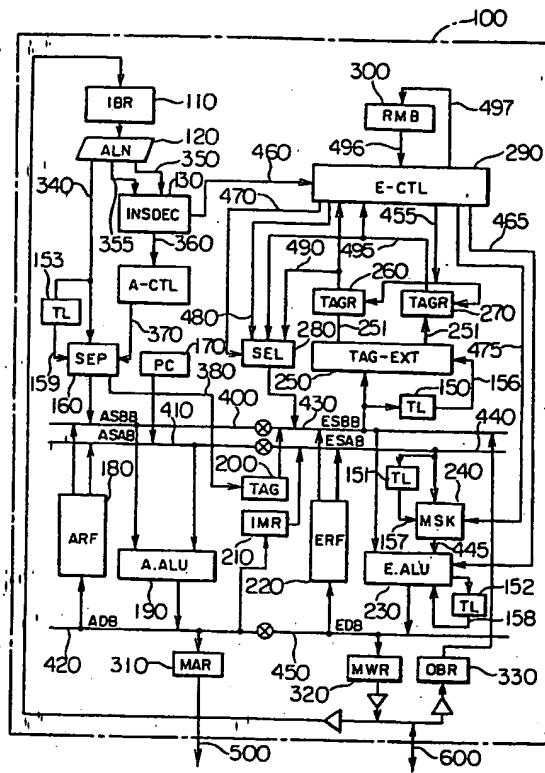 100
300
IBR
110
RMB
497
120
496
ALN
350
290
340
130
460
E-CTL
INSDEC
470
455
465
355
360
495
153
490
260
A-CTL
TL
TAGR
TAGR
270
370
480
280
251
251
475
PC
170
SEL
TAG-EXT
159
SEP
380
250
150
156
160
400
430
TL
440
ASBB
410
ESBB
ASAB
ESAB
180
200
TAG
151
TL
240
IMR
MSK
ARF
210
ERF
157
445
A.ALU
220
E.ALU
152
190
230
TL
158
ADB
EDB
420
310
MAR
450
MWR
OBR
320
330
500
600